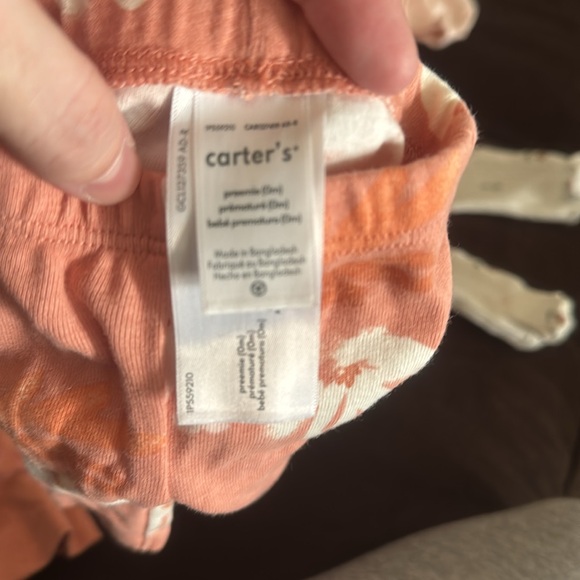 1P559210
carter's
preemie (0m)
prématuré (0m)
bebé prematuro (0m)
Made in Bangladesh
Fabriqué au Bangladesh
Hecho en Bangladesh
preemie (0m)
prématuré (0m)
bebé prematuro (0m)